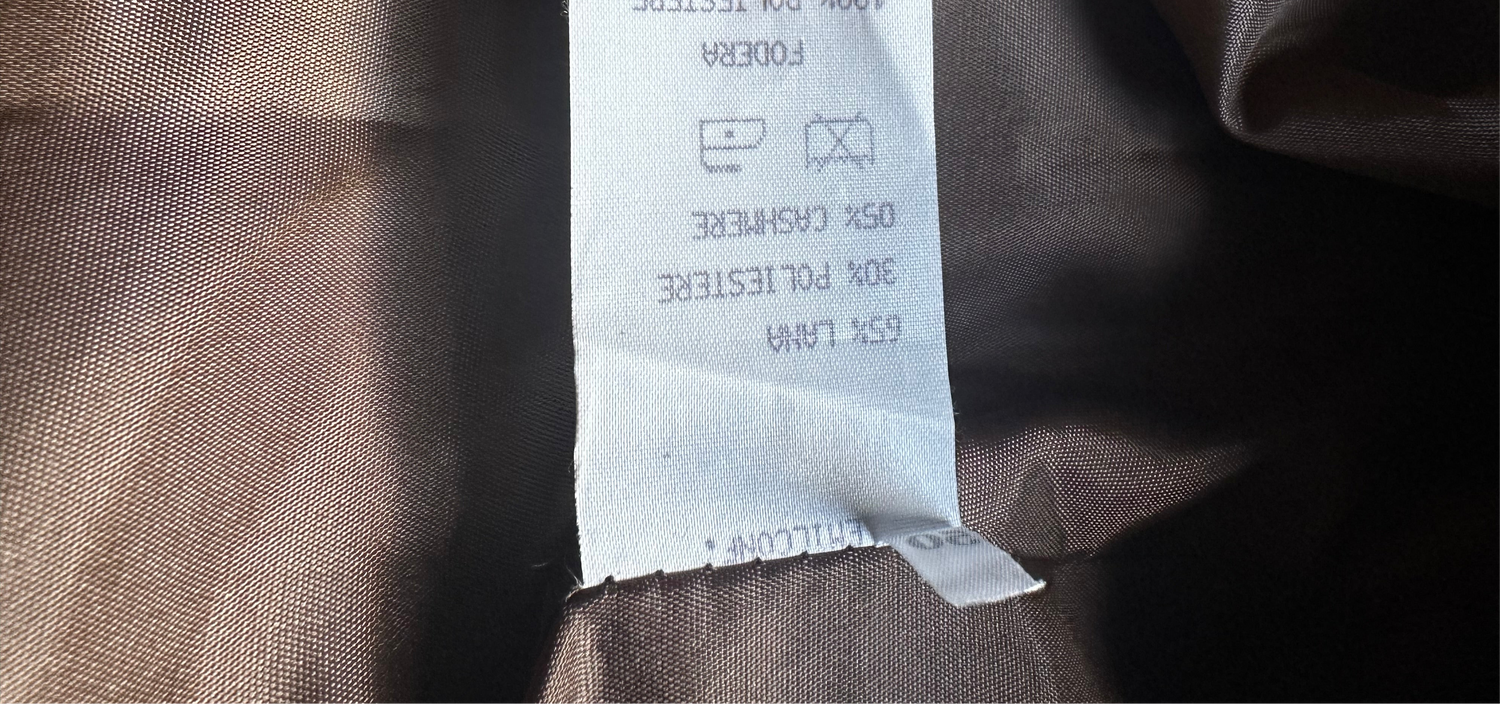 65% LANA
30% POLIESTERE
05% CASHMERE
FODERA
100% POLIESTERE